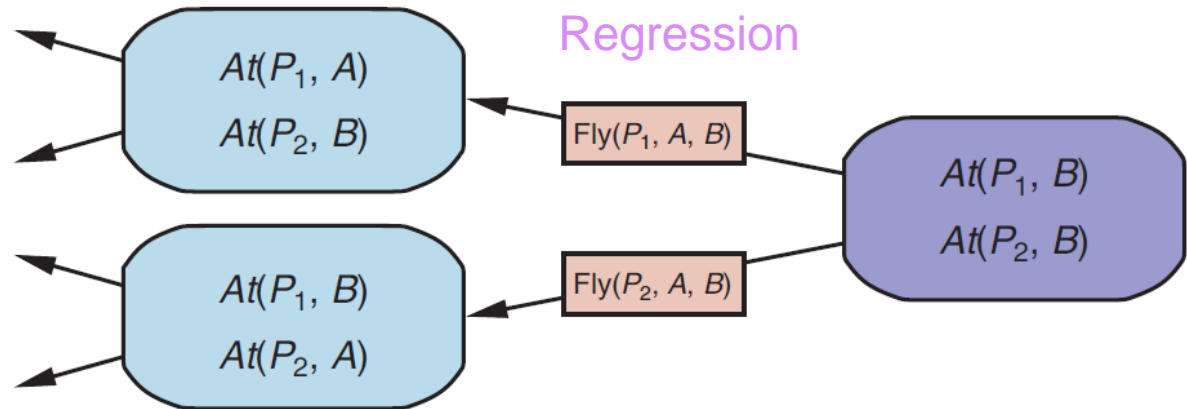 Regression
At(P₁, A)
At(P₂, B)
Fly(P₁, A, B)
At(P₁, B)
At(P₂, B)
Fly(P₂, A, B)
At(P₁, B)
At(P₂, A)